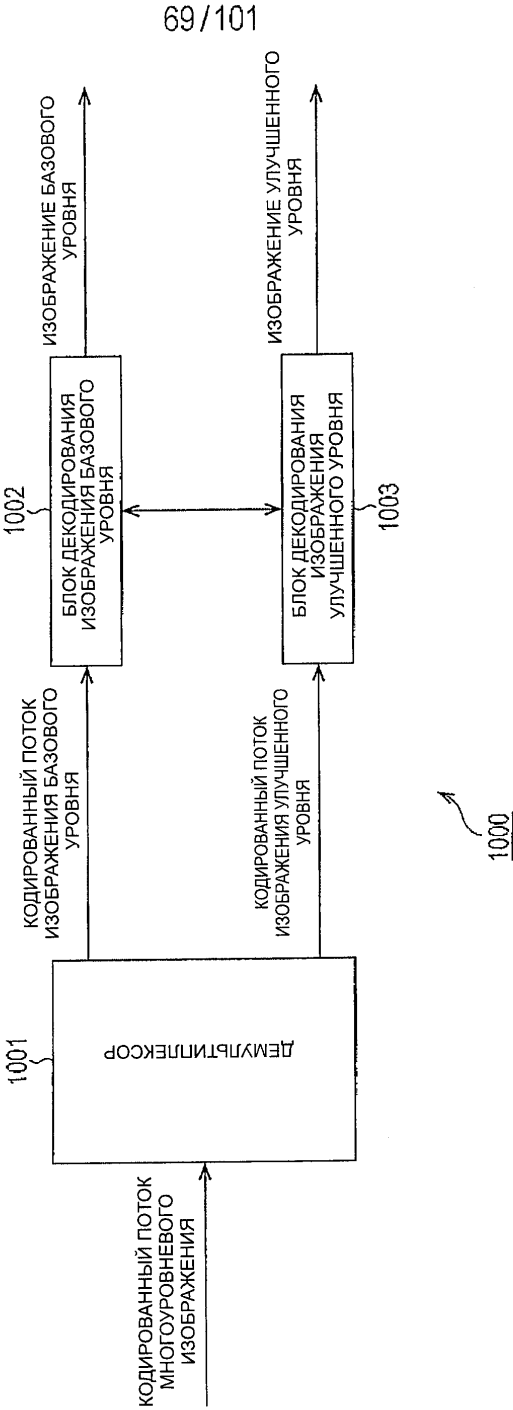 69/101
КОДИРОВАННЫЙ ПОТОК
МНОГОУРОВНЕВОГО
ИЗОБРАЖЕНИЯ
1001
ДЕМУЛЬТИПЛЕКСОР
КОДИРОВАННЫЙ ПОТОК
ИЗОБРАЖЕНИЯ БАЗОВОГО
УРОВНЯ
1002
БЛОК ДЕКОДИРОВАНИЯ
ИЗОБРАЖЕНИЯ БАЗОВОГО
УРОВНЯ
ИЗОБРАЖЕНИЕ БАЗОВОГО
УРОВНЯ
КОДИРОВАННЫЙ ПОТОК
ИЗОБРАЖЕНИЯ УЛУЧШЕННОГО
УРОВНЯ
БЛОК ДЕКОДИРОВАНИЯ
ИЗОБРАЖЕНИЯ
УЛУЧШЕННОГО УРОВНЯ
1003
ИЗОБРАЖЕНИЕ УЛУЧШЕННОГО
УРОВНЯ
1000